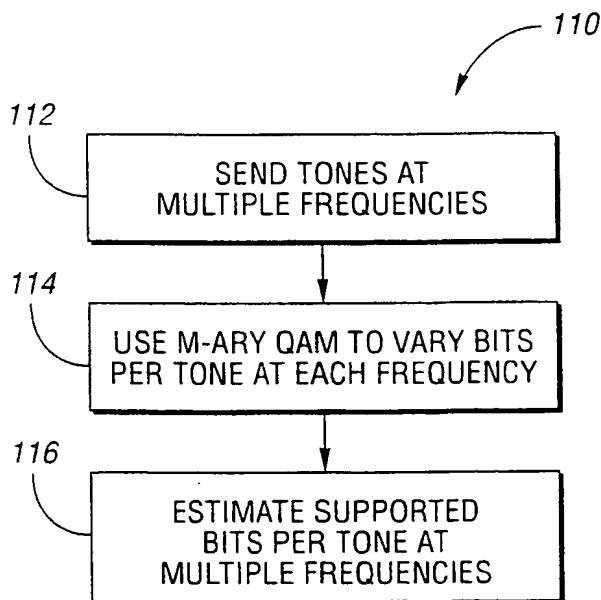 110
112
SEND TONES AT
MULTIPLE FREQUENCIES
114
USE M-ARY QAM TO VARY BITS
PER TONE AT EACH FREQUENCY
116
ESTIMATE SUPPORTED
BITS PER TONE AT
MULTIPLE FREQUENCIES